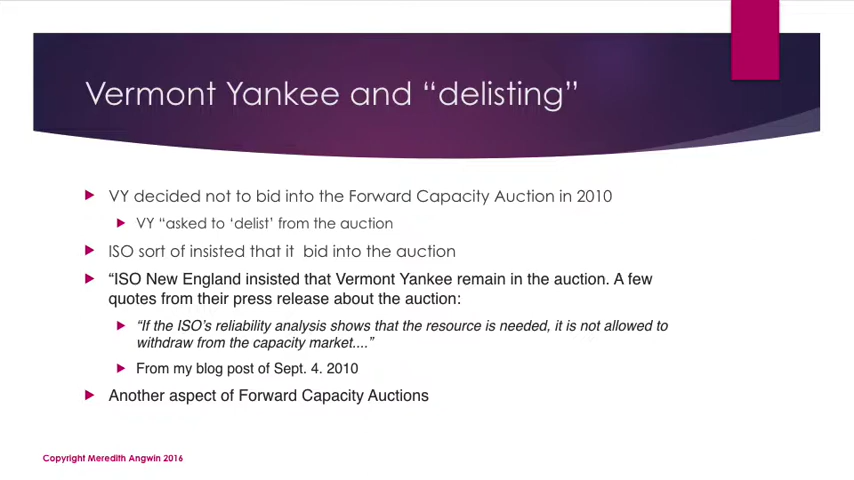 Vermont Yankee and “delisting”
VY decided not to bid into the Forward Capacity Auction in 2010
VY “asked to ‘delist’ from the auction
ISO sort of insisted that it  bid into the auction
“ISO New England insisted that Vermont Yankee remain in the auction. A few
quotes from their press release about the auction:
“If the ISO’s reliability analysis shows that the resource is needed, it is not allowed to
withdraw from the capacity market....”
From my blog post of Sept. 4. 2010
Another aspect of Forward Capacity Auctions
Copyright Meredith Angwin 2016